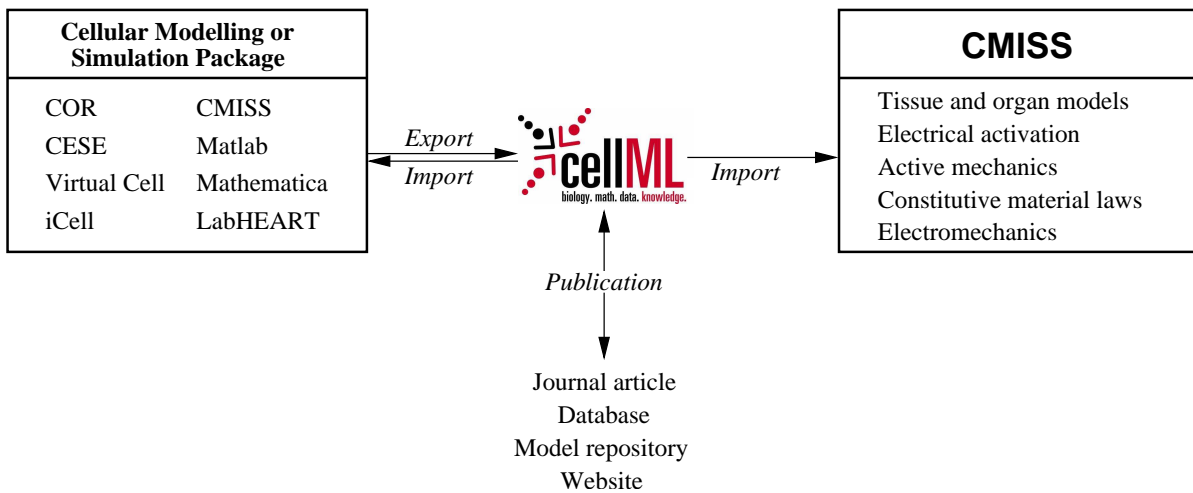 Cellular Modelling or
Simulation Package
COR CMISS
CESE Matlab
Virtual Cell Mathematica
iCell LabHEART
Export
Import
cellML
biology. math. data. knowledge.
Import
CMISS
Tissue and organ models
Electrical activation
Active mechanics
Constitutive material laws
Electromechanics
Publication
Journal article
Database
Model repository
Website